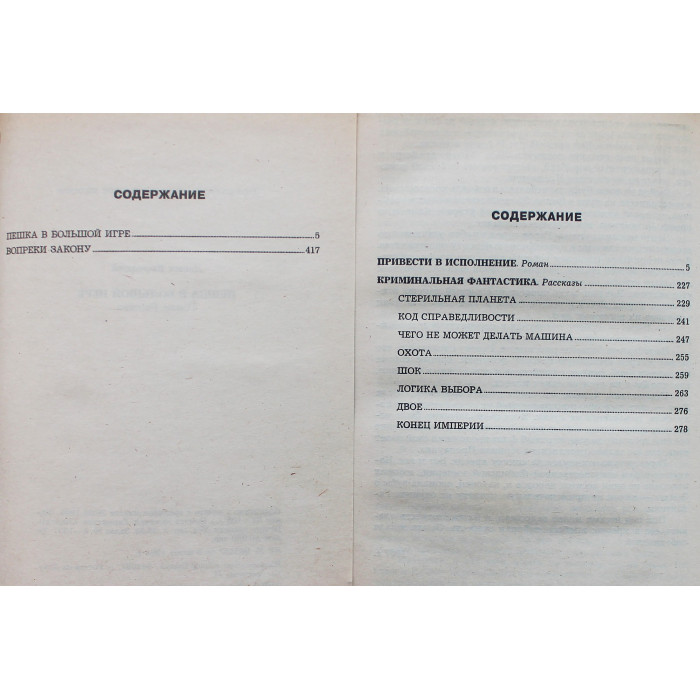 СОДЕРЖАНИЕ
ПЕШКА В БОЛЬШОЙ ИГРЕ 5
ВОПРЕКИ ЗАКОНУ 417
СОДЕРЖАНИЕ
ПРИВЕСТИ В ИСПОЛНЕНИЕ. Роман 5
КРИМИНАЛЬНАЯ ФАНТАСТИКА. Рассказы 227
СТЕРИЛЬНАЯ ПЛАНЕТА 229
КОД СПРАВЕДЛИВОСТИ 241
ЧЕГО НЕ МОЖЕТ ДЕЛАТЬ МАШИНА 247
ОХОТА 255
ШОК 259
ЛОГИКА ВЫБОРА 263
ДВОЕ 276
КОНЕЦ ИМПЕРИИ 278